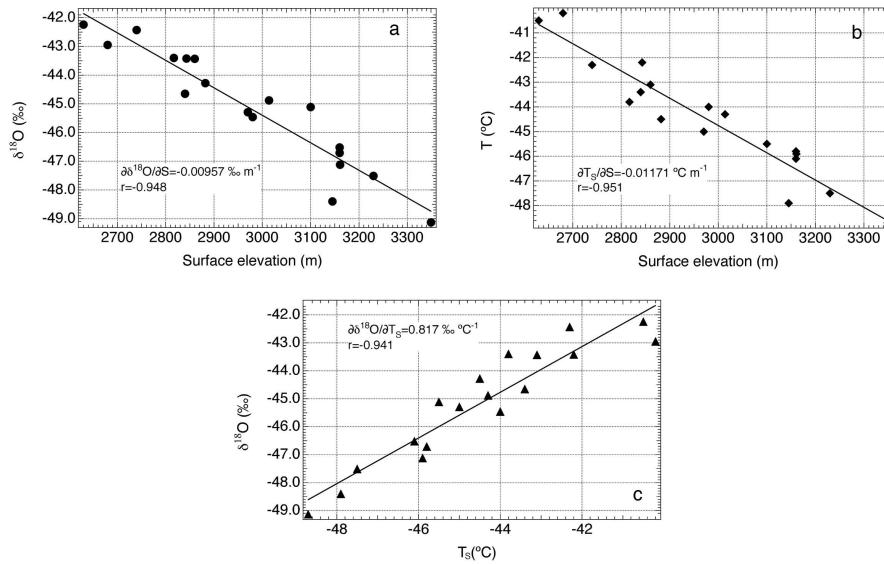 a
-42.0
-43.0
-44.0
-45.0
-46.0
-47.0
-48.0
-49.0
δ¹⁸O (‰)
∂δ¹⁸O/∂S=-0.00957 ‰ m⁻¹
r=-0.948
2700 2800 2900 3000 3100 3200 3300
Surface elevation (m)
b
-41
-42
-43
-44
-45
-46
-47
-48
T (ºC)
∂Tₛ/∂S=-0.01171 ºC m⁻¹
r=-0.951
2700 2800 2900 3000 3100 3200 3300
Surface elevation (m)
-42.0
-43.0
-44.0
-45.0
-46.0
-47.0
-48.0
-49.0
δ¹⁸O (‰)
∂δ¹⁸O/∂Tₛ=0.817 ‰ ºC⁻¹
r=-0.941
c
-48 -46 -44 -42
Tₛ(ºC)